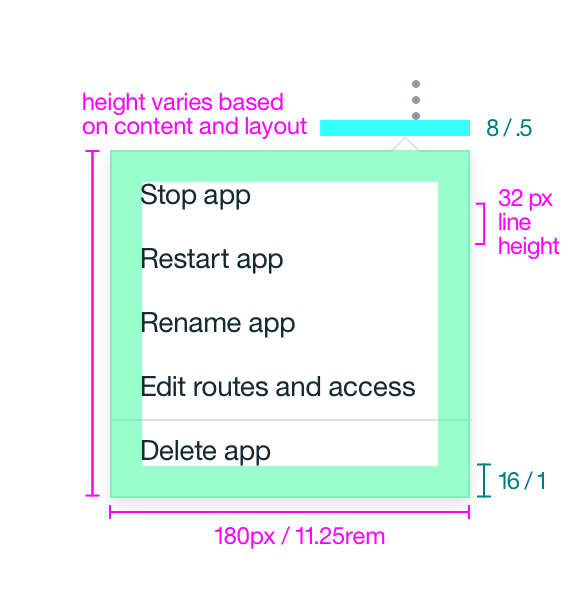 height varies based
on content and layout
8 / .5
Stop app
32 px
line
height
Restart app
Rename app
Edit routes and access
Delete app
16 / 1
180px / 11.25rem